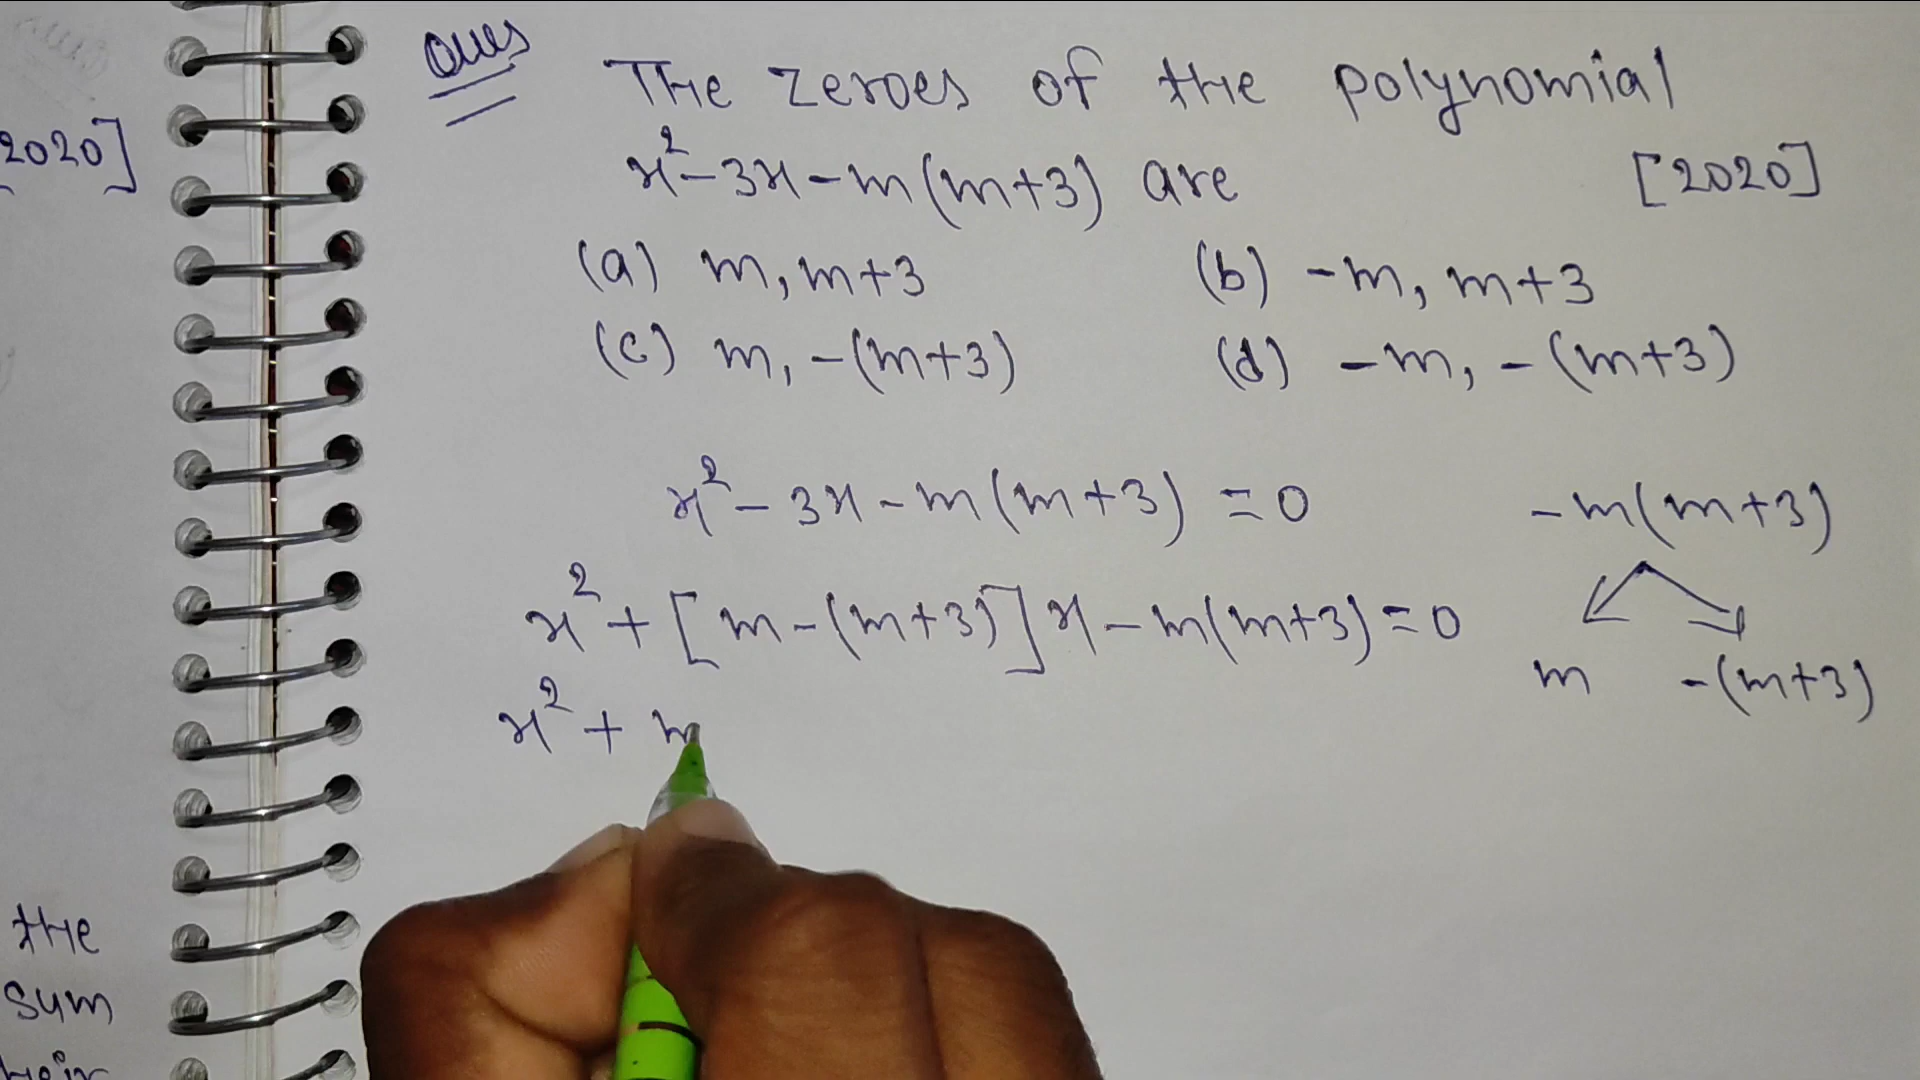 Ques The zeroes of the polynomial
x²-3x-m(m+3) are [2020]
(a) m, m+3 (b) -m, m+3
(c) m, -(m+3) (d) -m, -(m+3)
x² - 3x - m(m+3) = 0 -m(m+3)
x² + [m-(m+3)]x - m(m+3) = 0
m -(m+3)
x² + m
2020]
the
sum